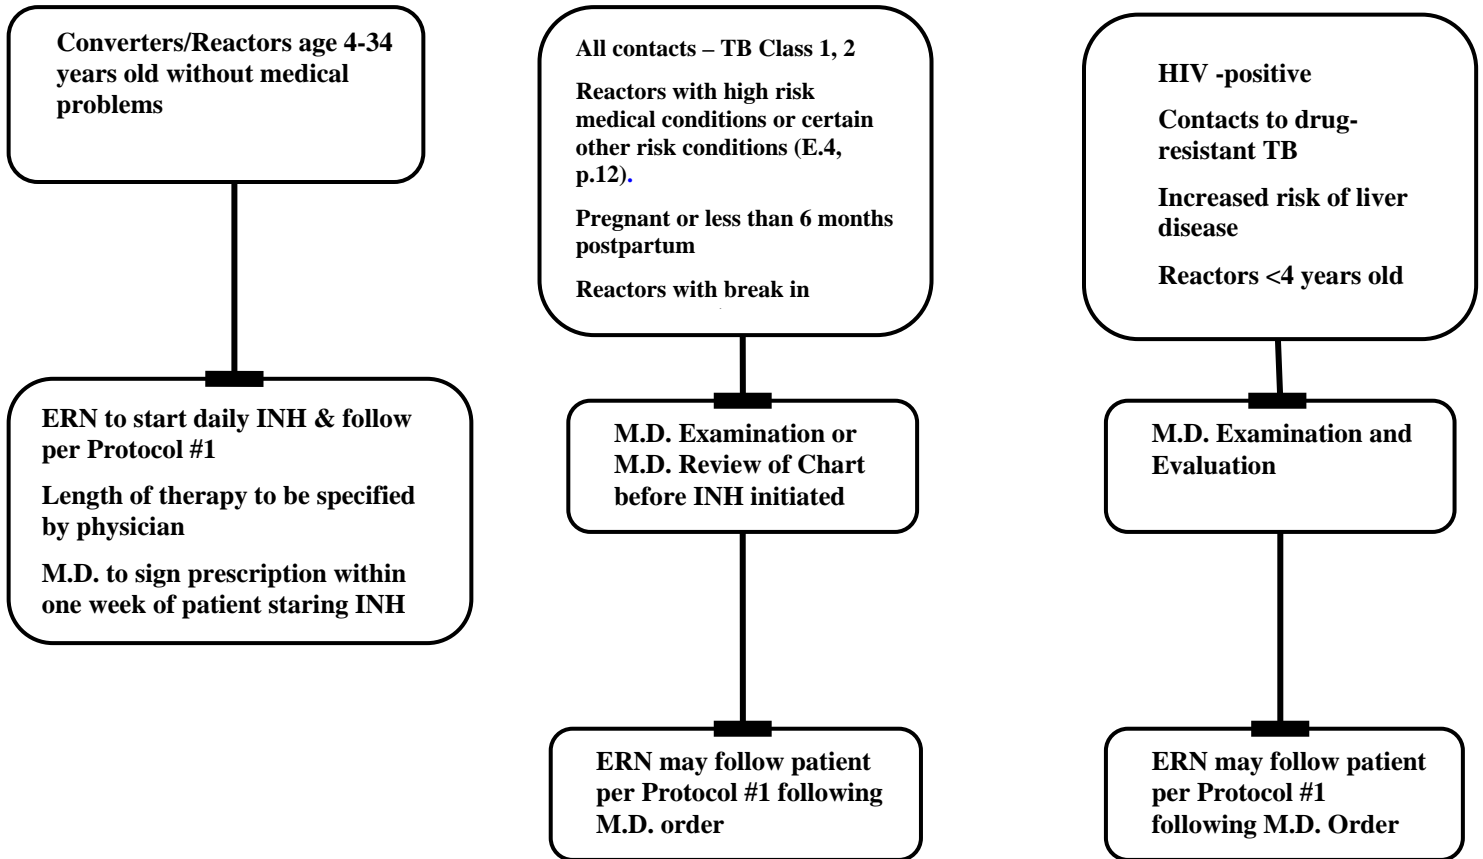 Converters/Reactors age 4-34
years old without medical
problems
ERN to start daily INH & follow
per Protocol #1
Length of therapy to be specified
by physician
M.D. to sign prescription within
one week of patient staring INH
All contacts – TB Class 1, 2
Reactors with high risk
medical conditions or certain
other risk conditions (E.4,
p.12).
Pregnant or less than 6 months
postpartum
Reactors with break in
M.D. Examination or
M.D. Review of Chart
before INH initiated
ERN may follow patient
per Protocol #1 following
M.D. order
HIV -positive
Contacts to drug-
resistant TB
Increased risk of liver
disease
Reactors <4 years old
M.D. Examination and
Evaluation
ERN may follow patient
per Protocol #1
following M.D. Order